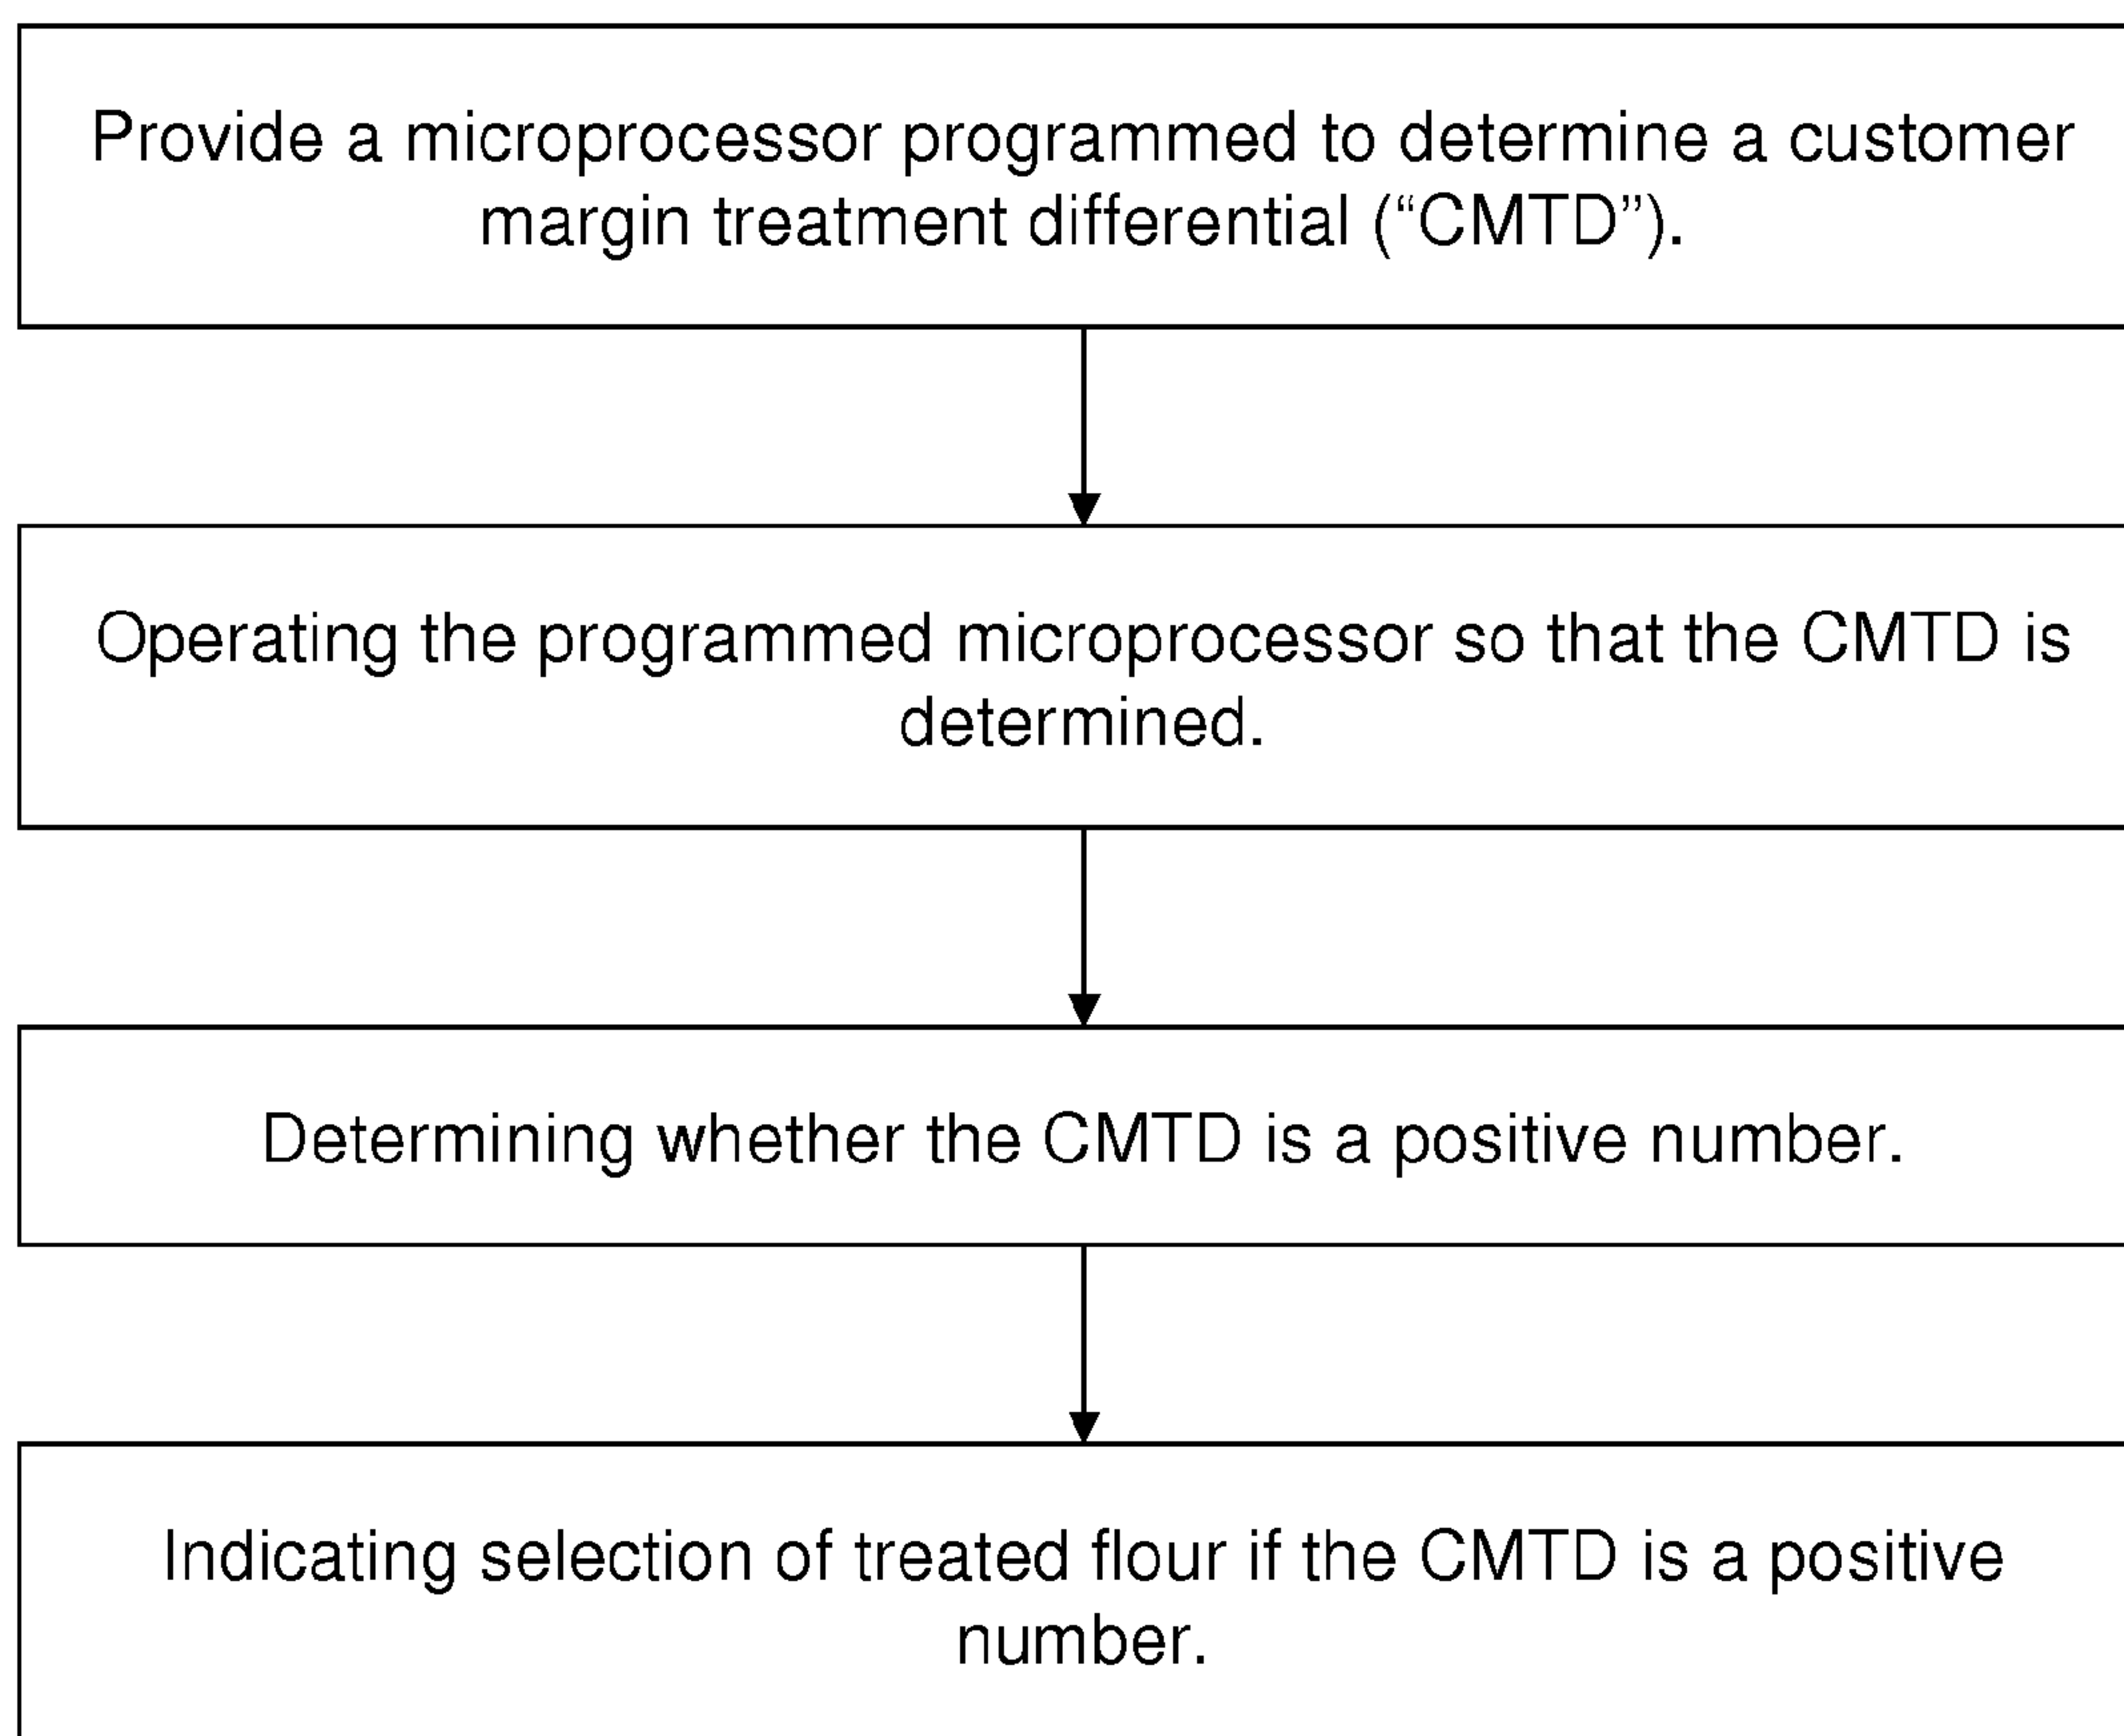 Provide a microprocessor programmed to determine a customer
margin treatment differential (“CMTD”).
Operating the programmed microprocessor so that the CMTD is
determined.
Determining whether the CMTD is a positive number.
Indicating selection of treated flour if the CMTD is a positive
number.